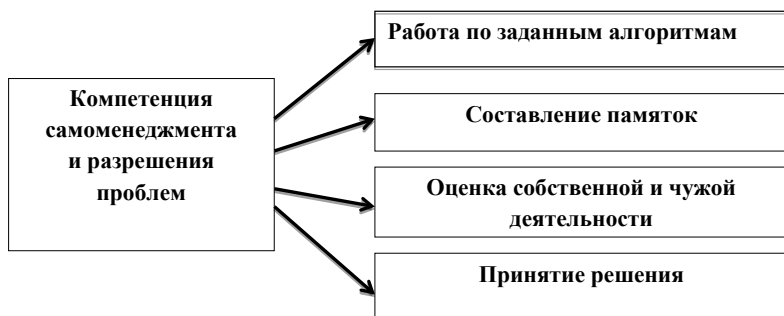 Компетенция
самоменеджмента
и разрешения
проблем
Работа по заданным алгоритмам
Составление памяток
Оценка собственной и чужой
деятельности
Принятие решения